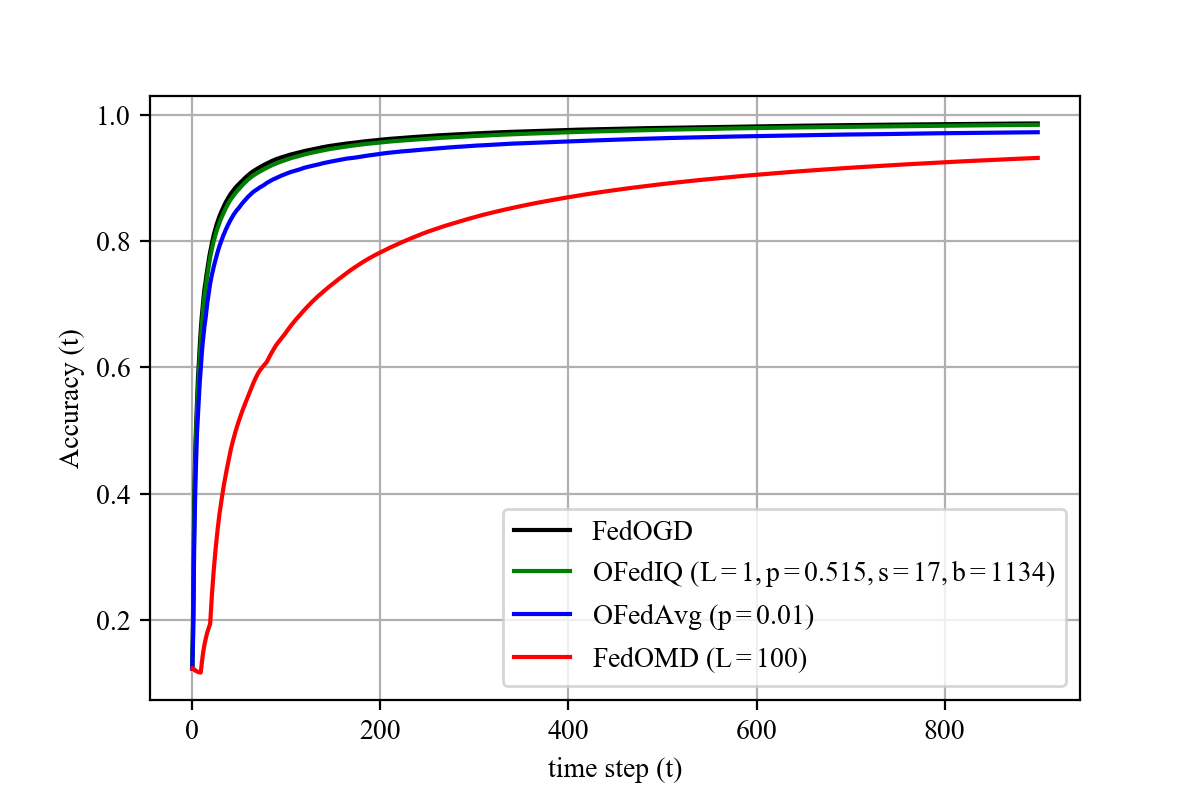 1.0
0.8
0.6
0.4
0.2
Accuracy (t)
FedOGD
OFedIQ (L = 1, p = 0.515, s = 17, b = 1134)
OFedAvg (p = 0.01)
FedOMD (L = 100)
0 200 400 600 800
time step (t)